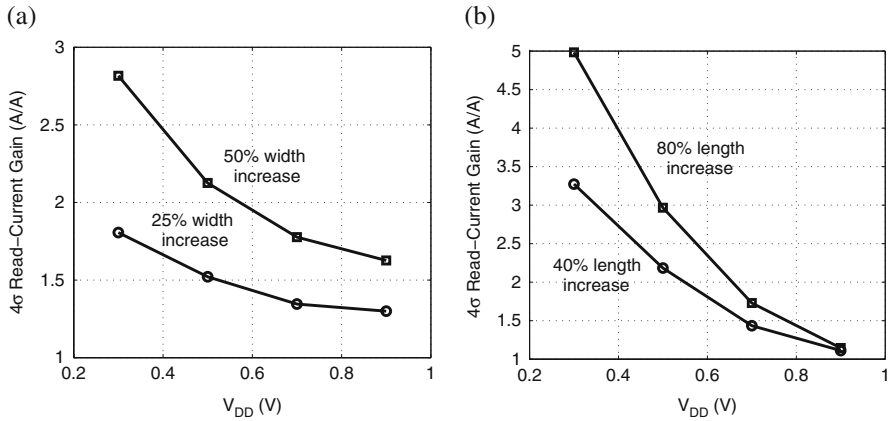 (a)
4σ Read−Current Gain (A/A)
3
2.5
2
1.5
1
50% width
increase
25% width
increase
0.2
0.4
0.6
0.8
1
V_DD (V)
(b)
4σ Read−Current Gain (A/A)
5
4.5
4
3.5
3
2.5
2
1.5
1
80% length
increase
40% length
increase
0.2
0.4
0.6
0.8
1
V_DD (V)